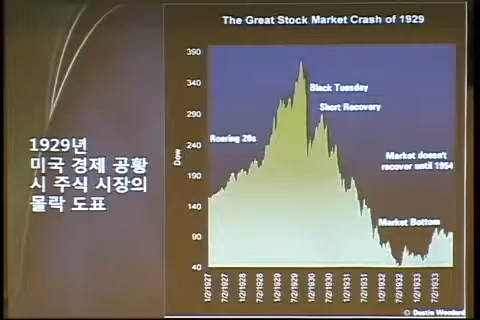 The Great Stock Market Crash of 1929
1929년
미국 경제 공황
시 주식 시장의
몰락 도표
Dow
390
340
290
240
190
140
90
40
Roering 20s
Black Tuesday
Short Recovery
Market doesn't
recover until 1954
Market Bottom
1/2/1927
7/2/1927
1/2/1928
7/2/1928
1/2/1929
7/2/1929
1/2/1930
7/2/1930
1/2/1931
7/2/1931
1/2/1932
7/2/1932
1/2/1933
7/2/1933
© Dustin Woodard